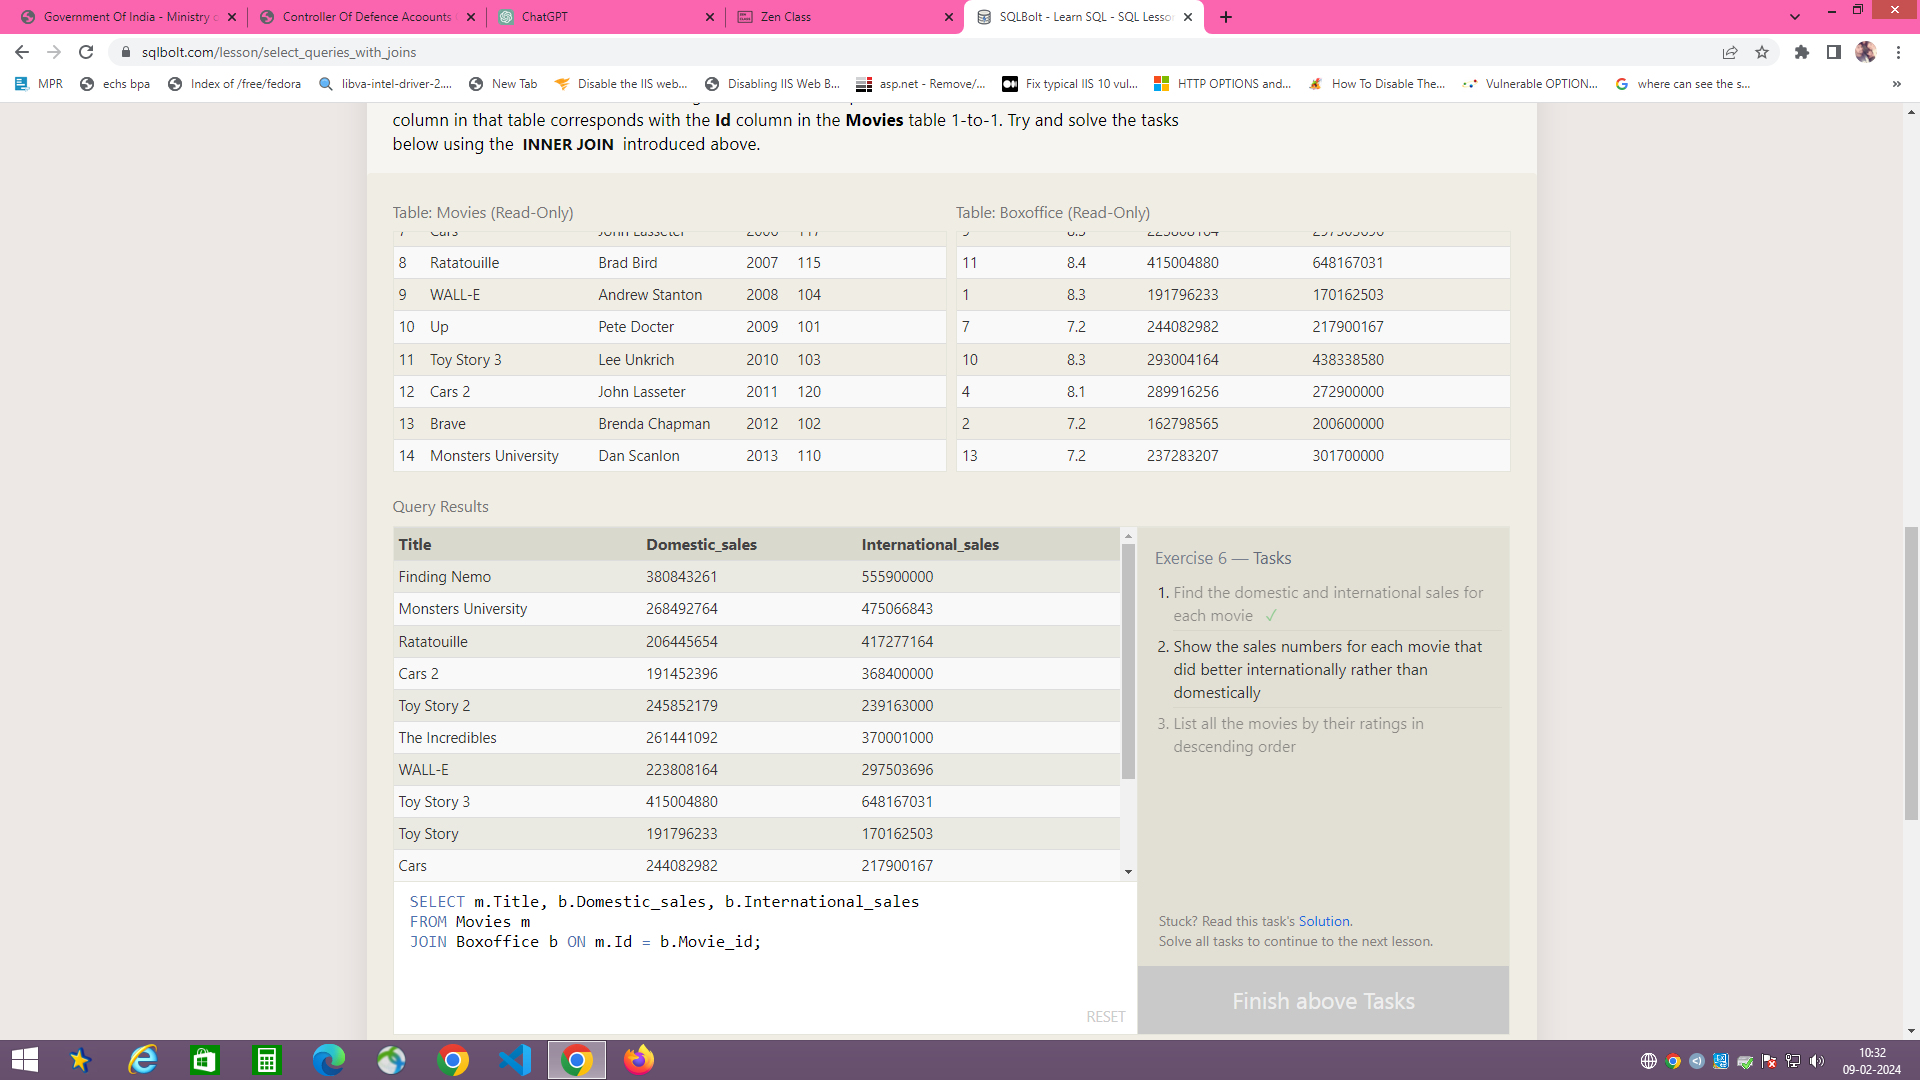 Government Of India - Ministry
Controller Of Defence Acoounts
ChatGPT
Zen Class
SQLBolt - Learn SQL - SQL Lesso
sqlbolt.com/lesson/select_queries_with_joins
MPR
echs bpa
Index of /free/fedora
libva-intel-driver-2....
New Tab
Disable the IIS web...
Disabling IIS Web B...
asp.net - Remove/...
Fix typical IIS 10 vul...
HTTP OPTIONS and...
How To Disable The...
Vulnerable OPTION...
where can see the s...
»
column in that table corresponds with the Id column in the Movies table 1-to-1. Try and solve the tasks
below using the INNER JOIN introduced above.
Table: Movies (Read-Only)
7 Cars John Lasseter 2006 117
8 Ratatouille Brad Bird 2007 115
9 WALL-E Andrew Stanton 2008 104
10 Up Pete Docter 2009 101
11 Toy Story 3 Lee Unkrich 2010 103
12 Cars 2 John Lasseter 2011 120
13 Brave Brenda Chapman 2012 102
14 Monsters University Dan Scanlon 2013 110
Table: Boxoffice (Read-Only)
9 8.5 223808164 297503696
11 8.4 415004880 648167031
1 8.3 191796233 170162503
7 7.2 244082982 217900167
10 8.3 293004164 438338580
4 8.1 289916256 272900000
2 7.2 162798565 200600000
13 7.2 237283207 301700000
Query Results
Title Domestic_sales International_sales
Finding Nemo 380843261 555900000
Monsters University 268492764 475066843
Ratatouille 206445654 417277164
Cars 2 191452396 368400000
Toy Story 2 245852179 239163000
The Incredibles 261441092 370001000
WALL-E 223808164 297503696
Toy Story 3 415004880 648167031
Toy Story 191796233 170162503
Cars 244082982 217900167
SELECT m.Title, b.Domestic_sales, b.International_sales
FROM Movies m
JOIN Boxoffice b ON m.Id = b.Movie_id;
RESET
Exercise 6 — Tasks
1. Find the domestic and international sales for
each movie ✓
2. Show the sales numbers for each movie that
did better internationally rather than
domestically
3. List all the movies by their ratings in
descending order
Stuck? Read this task's Solution.
Solve all tasks to continue to the next lesson.
Finish above Tasks
10:32
09-02-2024